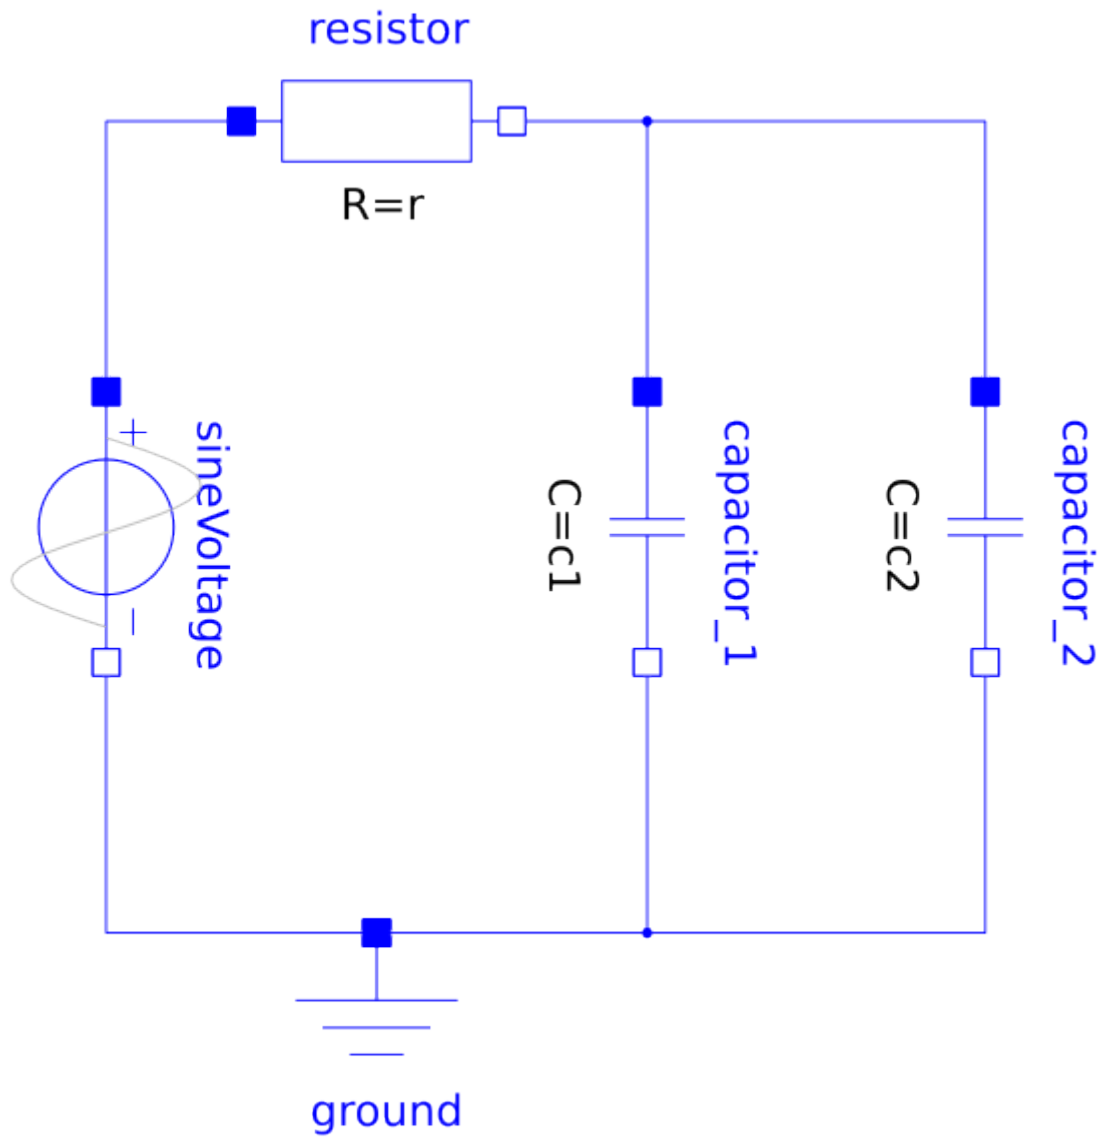 resistor
R=r
+
sineVoltage
C=c1
capacitor_1
C=c2
capacitor_2
–
ground